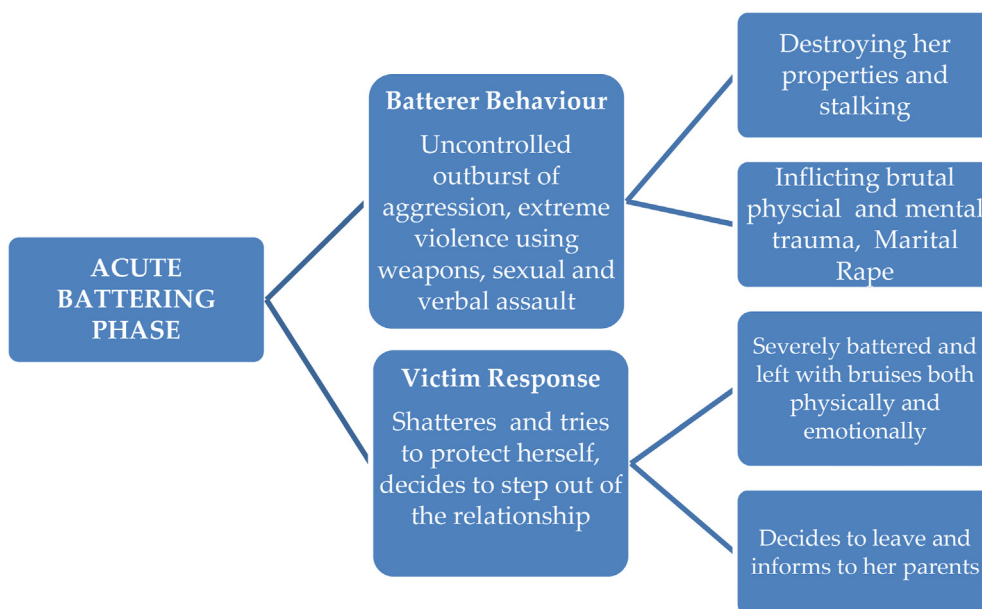 ACUTE
BATTERING
PHASE
Batterer Behaviour
Uncontrolled
outburst of
aggression, extreme
violence using
weapons, sexual and
verbal assault
Destroying her
properties and
stalking
Inflicting brutal
physcial and mental
trauma, Marital
Rape
Victim Response
Shatteres and tries
to protect herself,
decides to step out of
the relationship
Severely battered and
left with bruises both
physically and
emotionally
Decides to leave and
informs to her parents